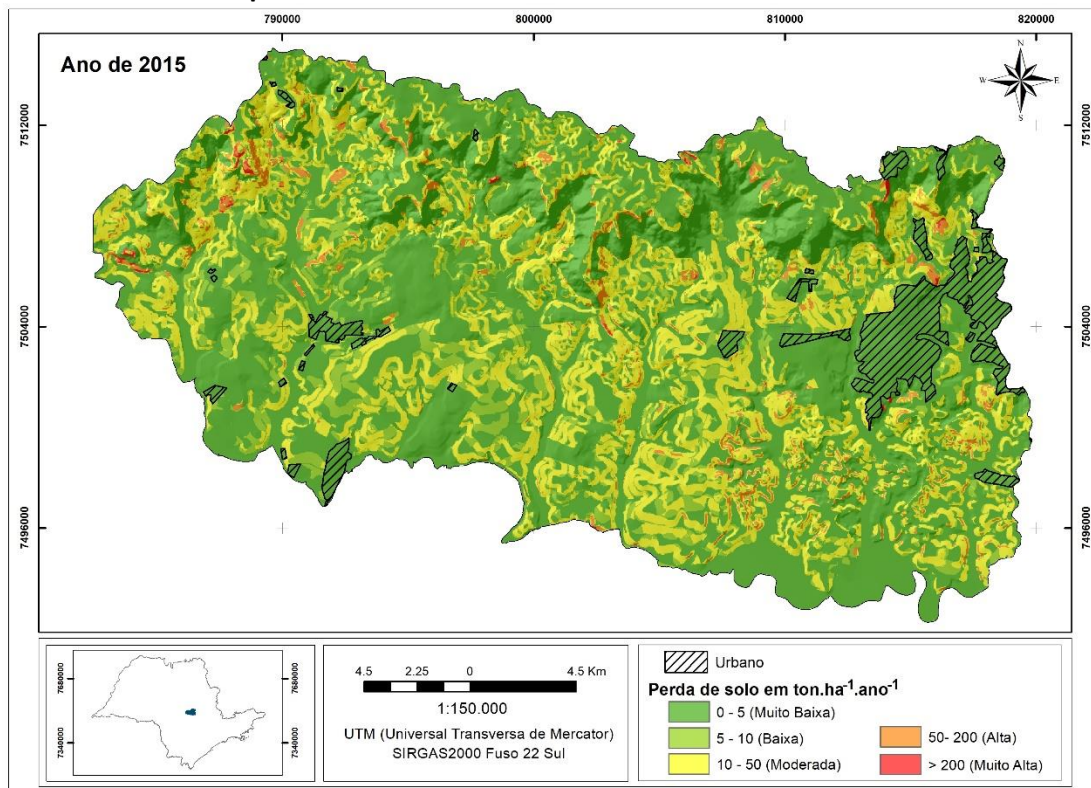 790000 800000 810000 820000
Ano de 2015
N
W E
S
7512000 7512000
7504000 7504000
7496000 7496000
7680000 7680000
7340000 7340000
4.5 2.25 0 4.5 Km
1:150.000
UTM (Universal Transversa de Mercator)
SIRGAS2000 Fuso 22 Sul
Urbano
Perda de solo em ton.ha⁻¹.ano⁻¹
0 - 5 (Muito Baixa)
5 - 10 (Baixa) 50- 200 (Alta)
10 - 50 (Moderada) > 200 (Muito Alta)